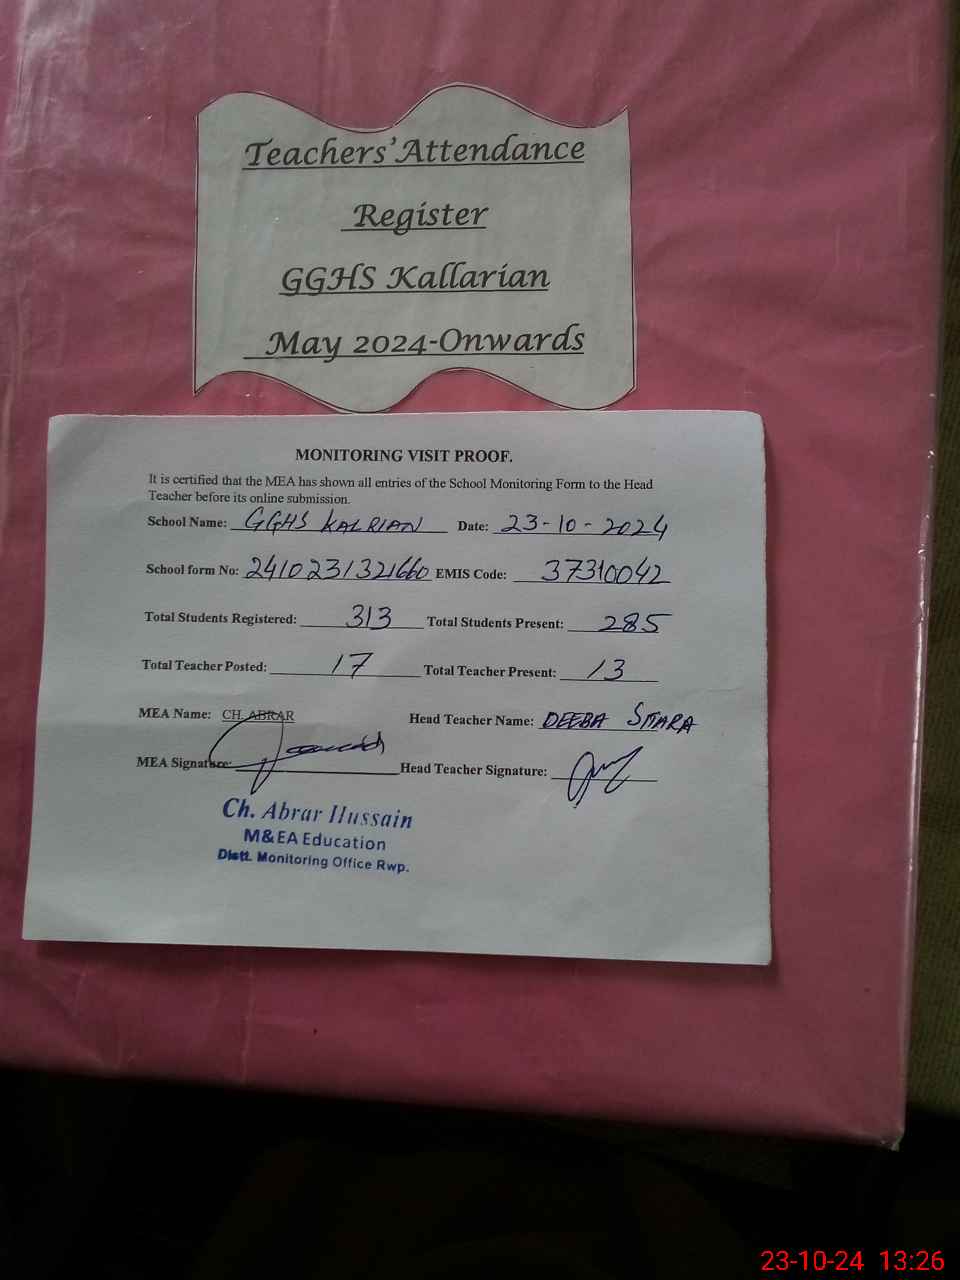 Teachers' Attendance
Register
GGHS Kallarian
May 2024-Onwards
MONITORING VISIT PROOF.
It is certified that the MEA has shown all entries of the School Monitoring Form to the Head
Teacher before its online submission.
School Name: GGHS KALRIAN Date: 23-10-2024
School form No: 241023131321660 EMIS Code: 37310042
Total Students Registered: 313 Total Students Present: 285
Total Teacher Posted: 17 Total Teacher Present: 13
MEA Name: CH. ABRAR Head Teacher Name: DEEBA SITARA
MEA Signature: Head Teacher Signature:
Ch. Abrar Hussain
M&EA Education
Distt. Monitoring Office Rwp.
23-10-24 13:26